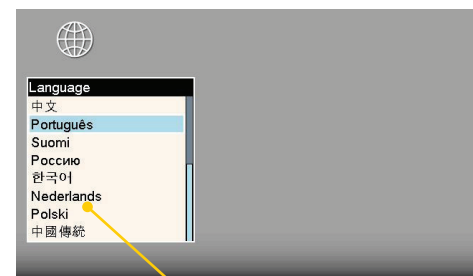 Language
中文
Português
Suomi
Россию
한국어
Nederlands
Polski
中國傳統